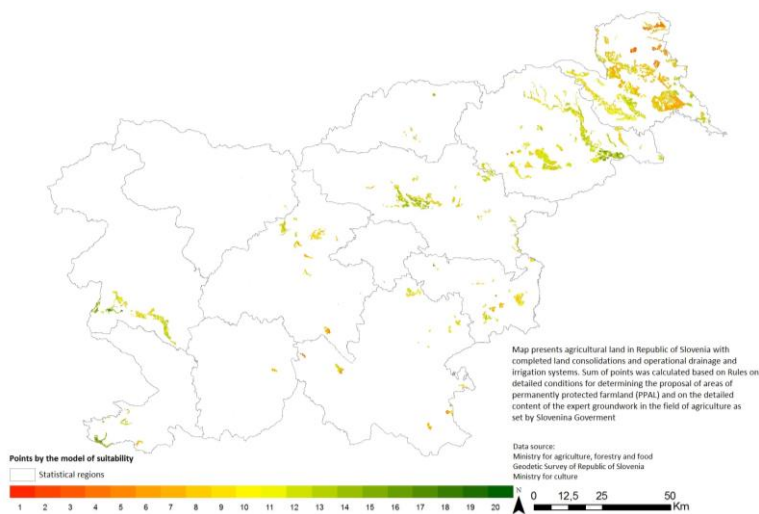 Map presents agricultural land in Republic of Slovenia with
completed land consolidations and operational drainage and
irrigation systems. Sum of points was calculated based on Rules on
detailed conditions for determining the proposal of areas of
permanently protected farmland (PPAL) and on the detailed
content of the expert groundwork in the field of agriculture as
set by Slovenina Goverment
Data source:
Ministry for agriculture, forestry and food
Geodetic Survey of Republic of Slovenia
Ministry for culture
Points by the model of suitability
Statistical regions
1 2 3 4 5 6 7 8 9 10 11 12 13 14 15 16 17 18 19 20
N
0 12,5 25 50
Km